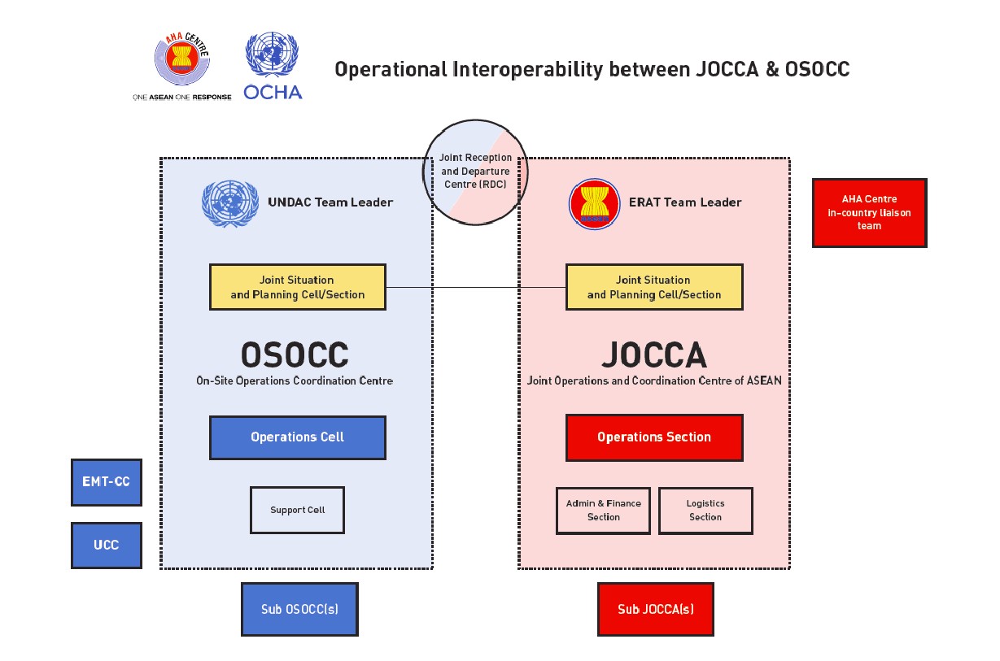 AHA CENTRE
ONE ASEAN ONE RESPONSE
OCHA
Operational Interoperability between JOCCA & OSOCC
Joint Reception
and Departure
Centre (RDC)
UNDAC Team Leader
ASEAN
ERAT Team Leader
AHA Centre
in-country liaison
team
Joint Situation
and Planning Cell/Section
Joint Situation
and Planning Cell/Section
OSOCC
On-Site Operations Coordination Centre
JOCCA
Joint Operations and Coordination Centre of ASEAN
Operations Cell
Operations Section
EMT-CC
UCC
Support Cell
Admin & Finance
Section
Logistics
Section
Sub OSOCC(s)
Sub JOCCA(s)